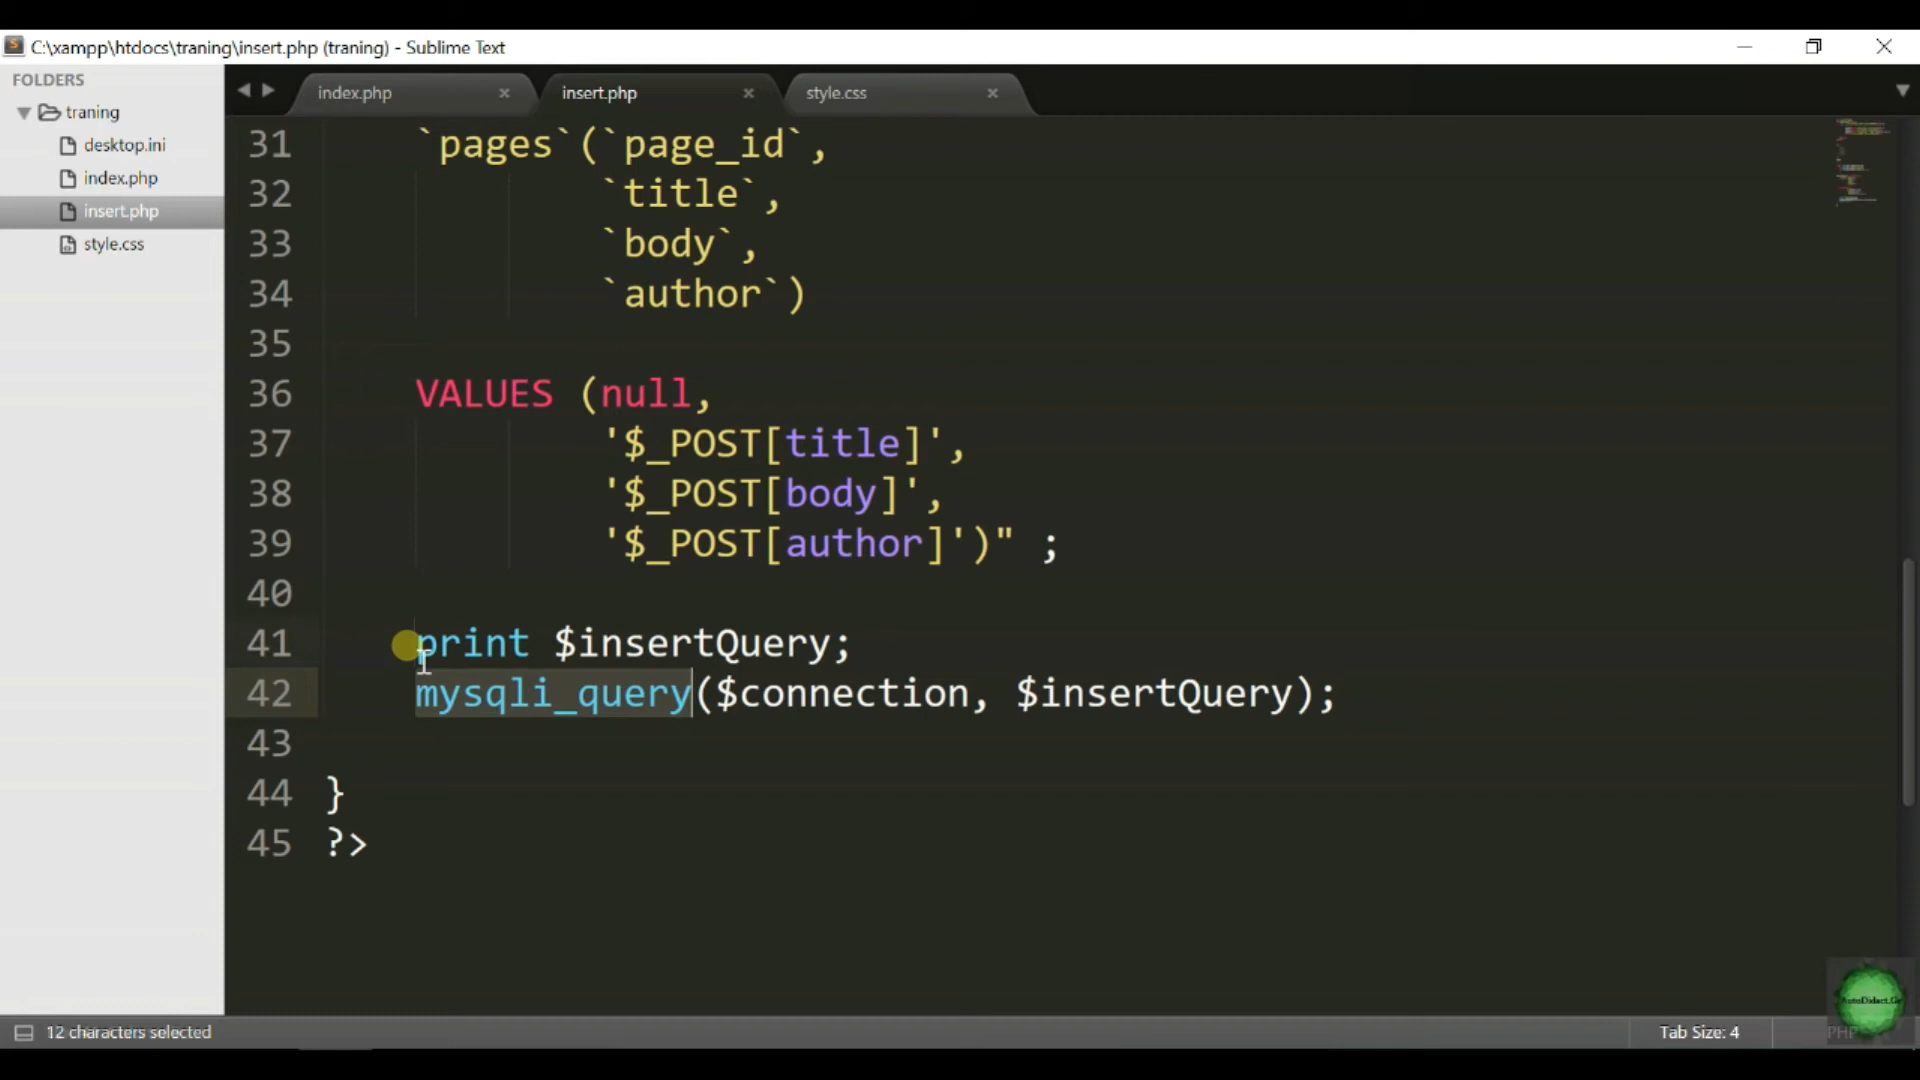 C:\xampp\htdocs\traning\insert.php (traning) - Sublime Text
FOLDERS
traning
desktop.ini
index.php
insert.php
style.css
index.php
insert.php
style.css
31 `pages`(`page_id`,
32 `title`,
33 `body`,
34 `author`)
35
36 VALUES (null,
37 '$_POST[title]',
38 '$_POST[body]',
39 '$_POST[author]')" ;
40
41 print $insertQuery;
42 mysqli_query($connection, $insertQuery);
43
44 }
45 ?>
AutoDidact.Gr
12 characters selected
Tab Size: 4
PHP